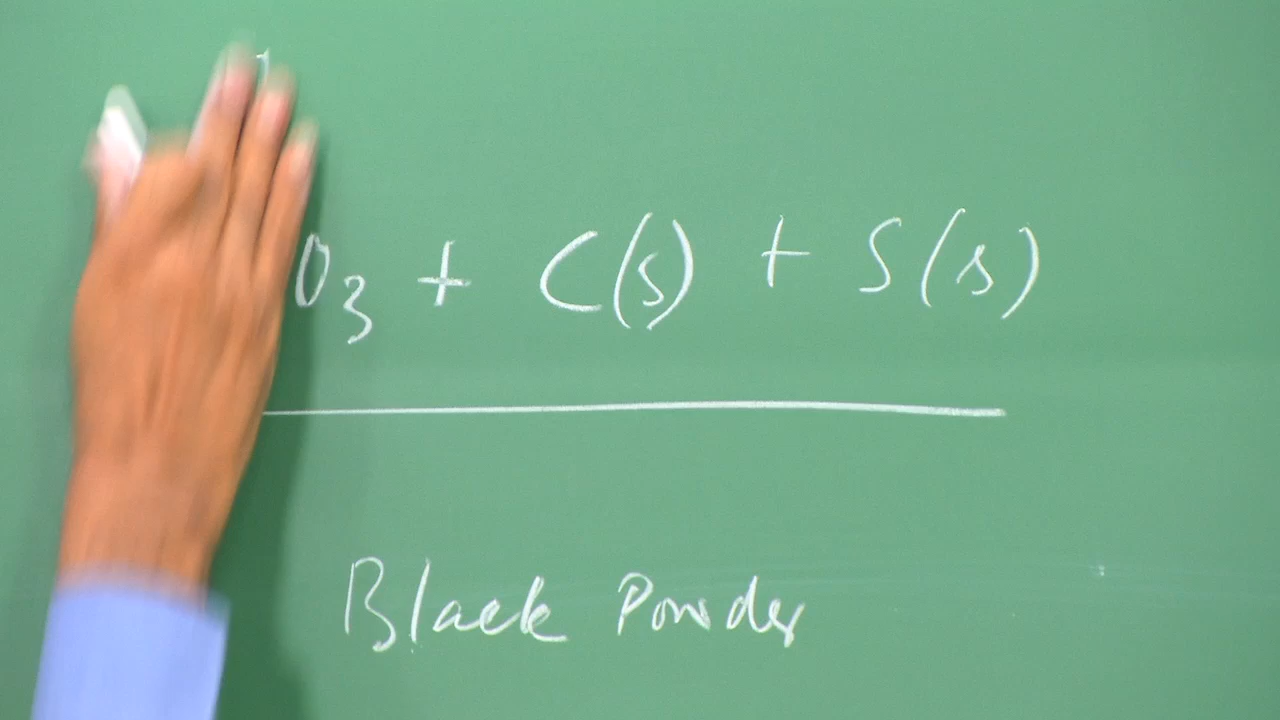 O₃ + C(s) + S(s)
Black Powder